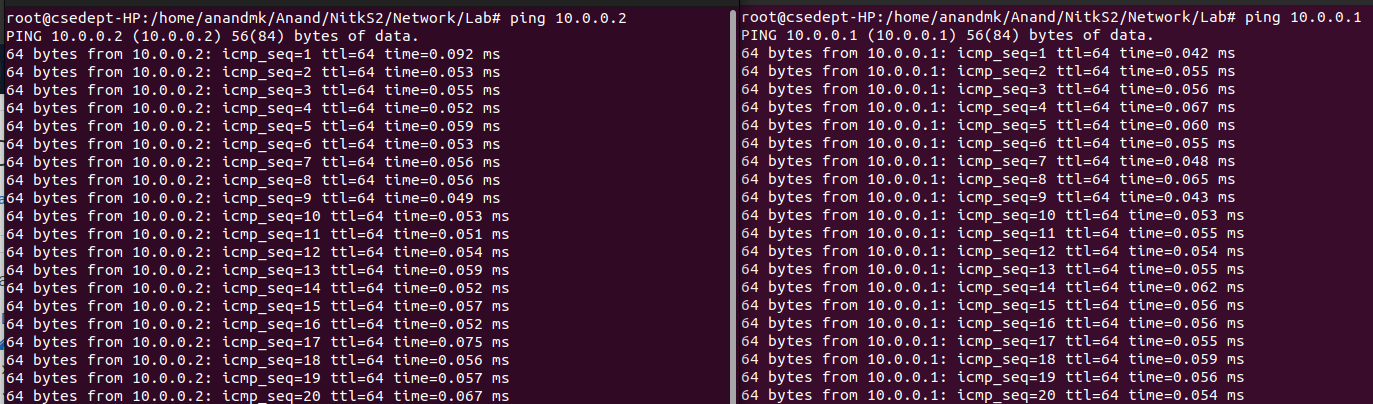 root@csedept-HP:/home/anandmk/Anand/NitkS2/Network/Lab# ping 10.0.0.2
PING 10.0.0.2 (10.0.0.2) 56(84) bytes of data.
64 bytes from 10.0.0.2: icmp_seq=1 ttl=64 time=0.092 ms
64 bytes from 10.0.0.2: icmp_seq=2 ttl=64 time=0.053 ms
64 bytes from 10.0.0.2: icmp_seq=3 ttl=64 time=0.055 ms
64 bytes from 10.0.0.2: icmp_seq=4 ttl=64 time=0.052 ms
64 bytes from 10.0.0.2: icmp_seq=5 ttl=64 time=0.059 ms
64 bytes from 10.0.0.2: icmp_seq=6 ttl=64 time=0.053 ms
64 bytes from 10.0.0.2: icmp_seq=7 ttl=64 time=0.056 ms
64 bytes from 10.0.0.2: icmp_seq=8 ttl=64 time=0.056 ms
64 bytes from 10.0.0.2: icmp_seq=9 ttl=64 time=0.049 ms
64 bytes from 10.0.0.2: icmp_seq=10 ttl=64 time=0.053 ms
64 bytes from 10.0.0.2: icmp_seq=11 ttl=64 time=0.051 ms
64 bytes from 10.0.0.2: icmp_seq=12 ttl=64 time=0.054 ms
64 bytes from 10.0.0.2: icmp_seq=13 ttl=64 time=0.059 ms
64 bytes from 10.0.0.2: icmp_seq=14 ttl=64 time=0.052 ms
64 bytes from 10.0.0.2: icmp_seq=15 ttl=64 time=0.057 ms
64 bytes from 10.0.0.2: icmp_seq=16 ttl=64 time=0.052 ms
64 bytes from 10.0.0.2: icmp_seq=17 ttl=64 time=0.075 ms
64 bytes from 10.0.0.2: icmp_seq=18 ttl=64 time=0.056 ms
64 bytes from 10.0.0.2: icmp_seq=19 ttl=64 time=0.057 ms
64 bytes from 10.0.0.2: icmp_seq=20 ttl=64 time=0.067 ms
root@csedept-HP:/home/anandmk/Anand/NitkS2/Network/Lab# ping 10.0.0.1
PING 10.0.0.1 (10.0.0.1) 56(84) bytes of data.
64 bytes from 10.0.0.1: icmp_seq=1 ttl=64 time=0.042 ms
64 bytes from 10.0.0.1: icmp_seq=2 ttl=64 time=0.055 ms
64 bytes from 10.0.0.1: icmp_seq=3 ttl=64 time=0.056 ms
64 bytes from 10.0.0.1: icmp_seq=4 ttl=64 time=0.067 ms
64 bytes from 10.0.0.1: icmp_seq=5 ttl=64 time=0.060 ms
64 bytes from 10.0.0.1: icmp_seq=6 ttl=64 time=0.055 ms
64 bytes from 10.0.0.1: icmp_seq=7 ttl=64 time=0.048 ms
64 bytes from 10.0.0.1: icmp_seq=8 ttl=64 time=0.065 ms
64 bytes from 10.0.0.1: icmp_seq=9 ttl=64 time=0.043 ms
64 bytes from 10.0.0.1: icmp_seq=10 ttl=64 time=0.053 ms
64 bytes from 10.0.0.1: icmp_seq=11 ttl=64 time=0.055 ms
64 bytes from 10.0.0.1: icmp_seq=12 ttl=64 time=0.054 ms
64 bytes from 10.0.0.1: icmp_seq=13 ttl=64 time=0.055 ms
64 bytes from 10.0.0.1: icmp_seq=14 ttl=64 time=0.062 ms
64 bytes from 10.0.0.1: icmp_seq=15 ttl=64 time=0.056 ms
64 bytes from 10.0.0.1: icmp_seq=16 ttl=64 time=0.056 ms
64 bytes from 10.0.0.1: icmp_seq=17 ttl=64 time=0.055 ms
64 bytes from 10.0.0.1: icmp_seq=18 ttl=64 time=0.059 ms
64 bytes from 10.0.0.1: icmp_seq=19 ttl=64 time=0.056 ms
64 bytes from 10.0.0.1: icmp_seq=20 ttl=64 time=0.054 ms